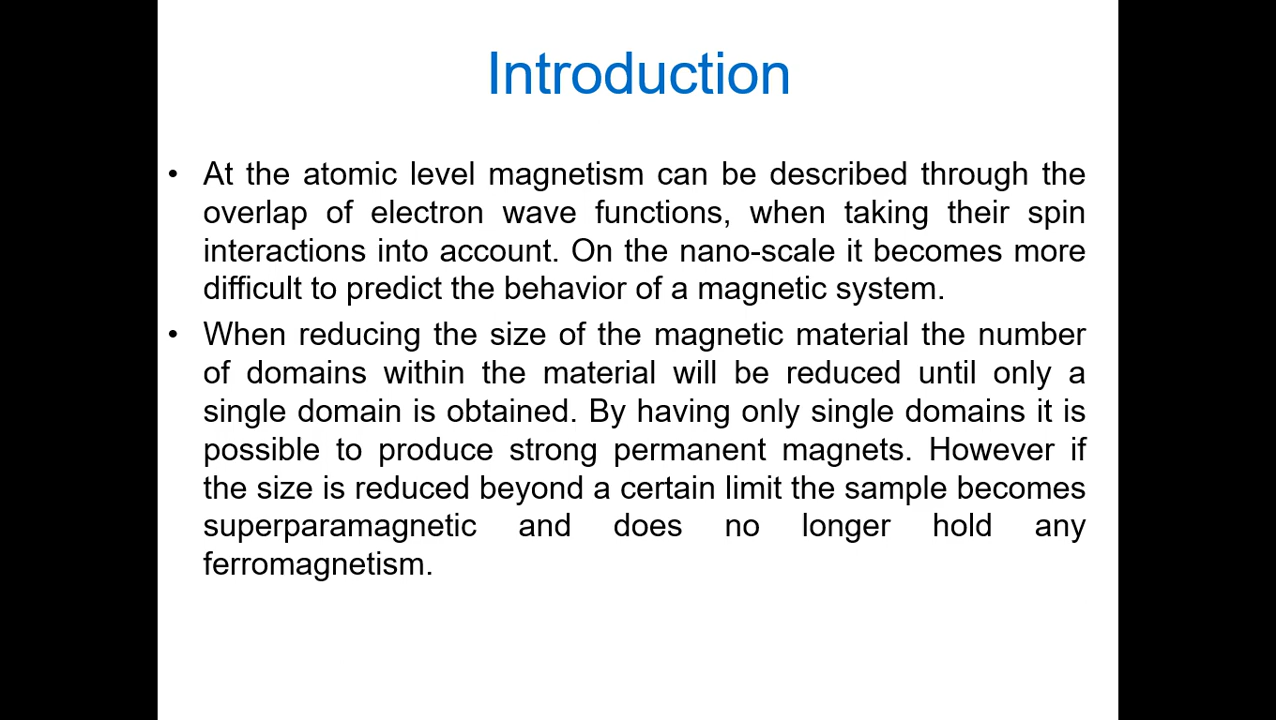 Introduction
• At the atomic level magnetism can be described through the
overlap of electron wave functions, when taking their spin
interactions into account. On the nano-scale it becomes more
difficult to predict the behavior of a magnetic system.
• When reducing the size of the magnetic material the number
of domains within the material will be reduced until only a
single domain is obtained. By having only single domains it is
possible to produce strong permanent magnets. However if
the size is reduced beyond a certain limit the sample becomes
superparamagnetic and does no longer hold any
ferromagnetism.